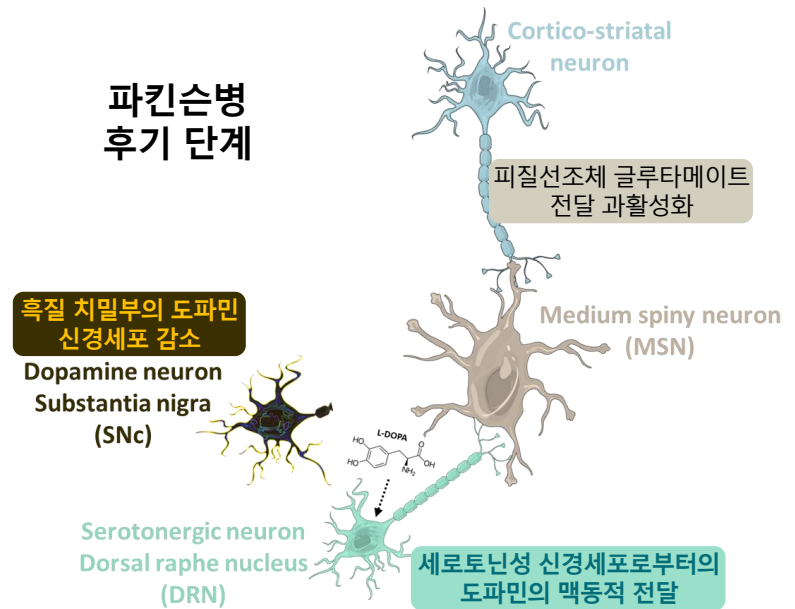 파킨슨병
후기 단계
Cortico-striatal
neuron
피질선조체 글루타메이트
전달 과활성화
흑질 치밀부의 도파민
신경세포 감소
Dopamine neuron
Substantia nigra
(SNc)
Medium spiny neuron
(MSN)
L-DOPA
HO
HO
O
OH
NH₂
Serotonergic neuron
Dorsal raphe nucleus
(DRN)
세로토닌성 신경세포로부터의
도파민의 맥동적 전달